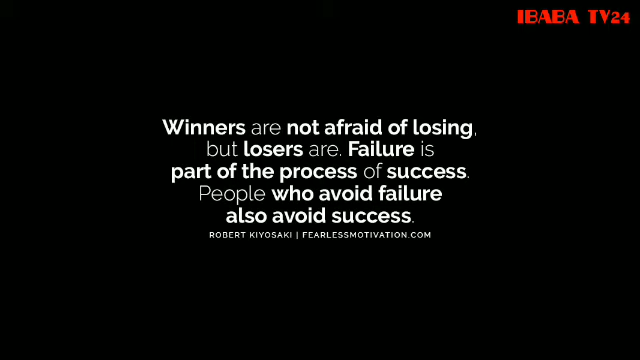 IBABA TV24
Winners are not afraid of losing,
but losers are. Failure is
part of the process of success.
People who avoid failure
also avoid success.
ROBERT KIYOSAKI | FEARLESSMOTIVATION.COM